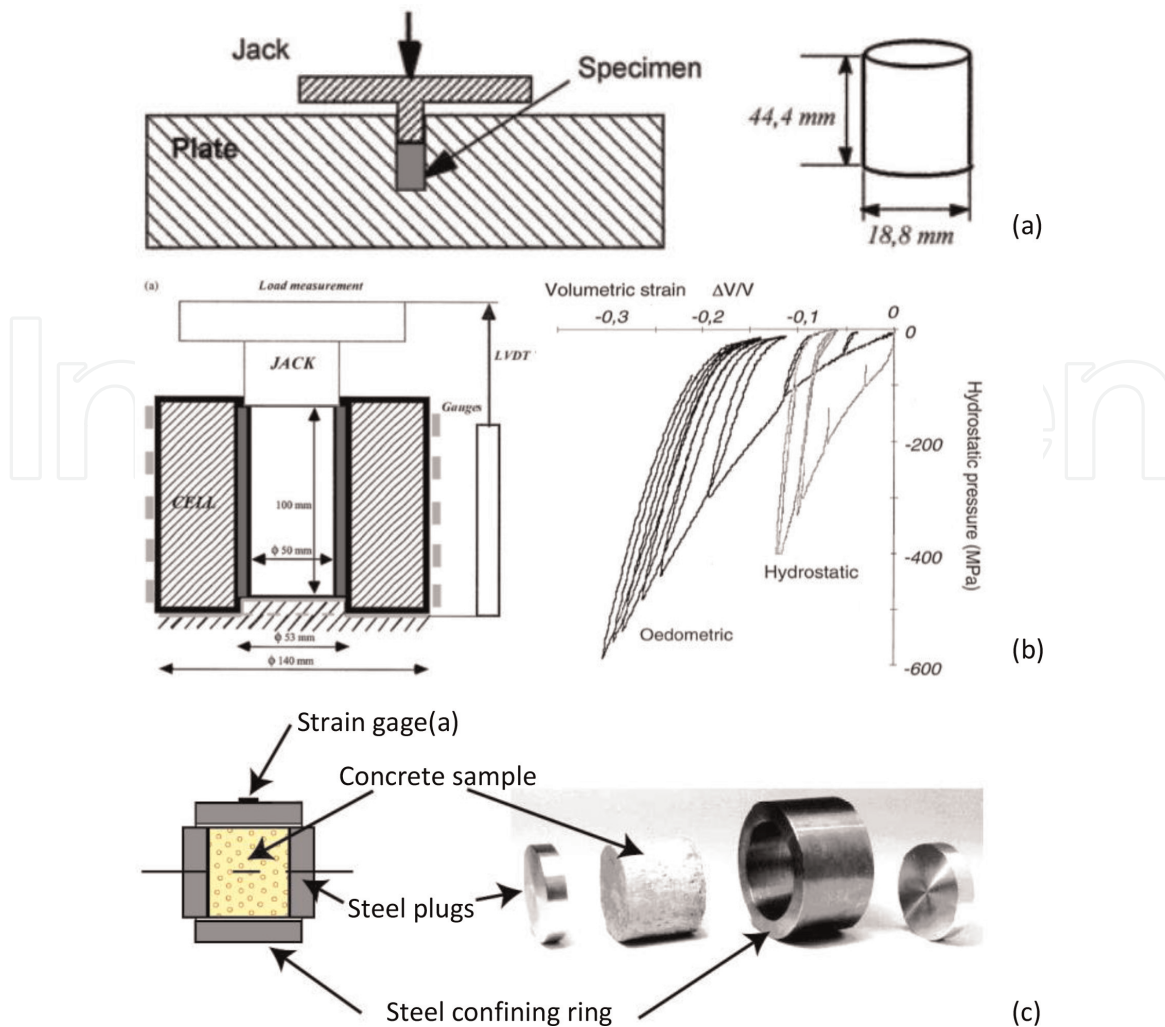 Jack
Specimen
Plate
44,4 mm
18,8 mm
(a)
(a)
Load measurement
JACK
LVDT
Gauges
CELL
100 mm
ϕ 50 mm
ϕ 53 mm
ϕ 140 mm
Volumetric strain ΔV/V
-0,3
-0,2
-0,1
0
0
-200
-400
-600
Hydrostatic pressure (MPa)
Hydrostatic
Oedometric
(b)
Strain gage(a)
Concrete sample
Steel plugs
Steel confining ring
(c)